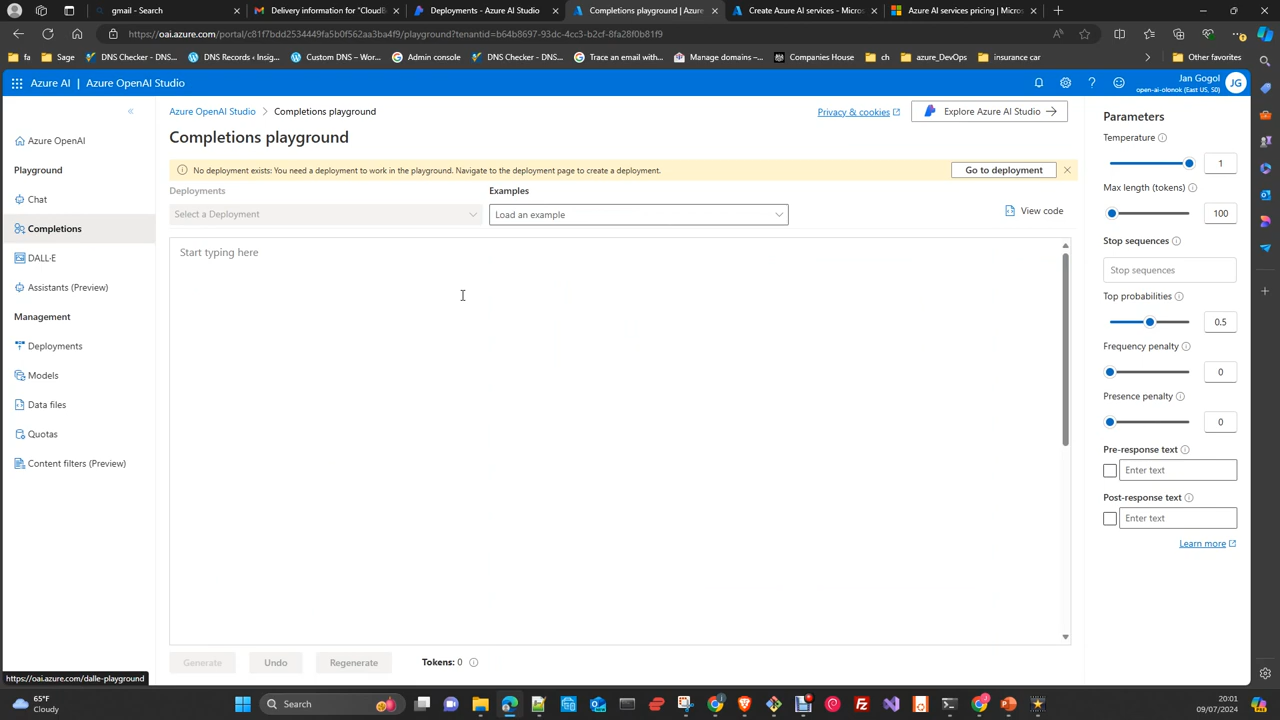 gmail - Search
Delivery information for "CloudB
Deployments - Azure AI Studio
Completions playground | Azure
Create Azure AI services - Micros
Azure AI services pricing | Micros
https://oai.azure.com/portal/c81f7bdd2534449fa5b0f562aa3ba4f9/playground?tenantid=b64b8697-93dc-4cc3-b2cf-8fa28f0b81f9
fa
Sage
DNS Checker - DNS...
DNS Records ‹ Insig...
Custom DNS – Wor...
DNS Checker - DNS...
Admin console
Trace an email with...
Manage domains –...
Companies House
ch
azure_DevOps
insurance car
Other favorites
Azure AI | Azure OpenAI Studio
Jan Gogol
open-ai-olonok (East US, S0)
JG
Azure OpenAI Studio > Completions playground
Privacy & cookies
Explore Azure AI Studio
Completions playground
No deployment exists: You need a deployment to work in the playground. Navigate to the deployment page to create a deployment.
Go to deployment
Azure OpenAI
Playground
Chat
Completions
DALL·E
Assistants (Preview)
Management
Deployments
Models
Data files
Quotas
Content filters (Preview)
Deployments
Select a Deployment
Examples
Load an example
View code
Start typing here
Generate
Undo
Regenerate
Tokens: 0
Parameters
Temperature
1
Max length (tokens)
100
Stop sequences
Stop sequences
Top probabilities
0.5
Frequency penalty
0
Presence penalty
0
Pre-response text
Enter text
Post-response text
Enter text
Learn more
https://oai.azure.com/dalle-playground
65°F
Cloudy
Search
20:01
09/07/2024